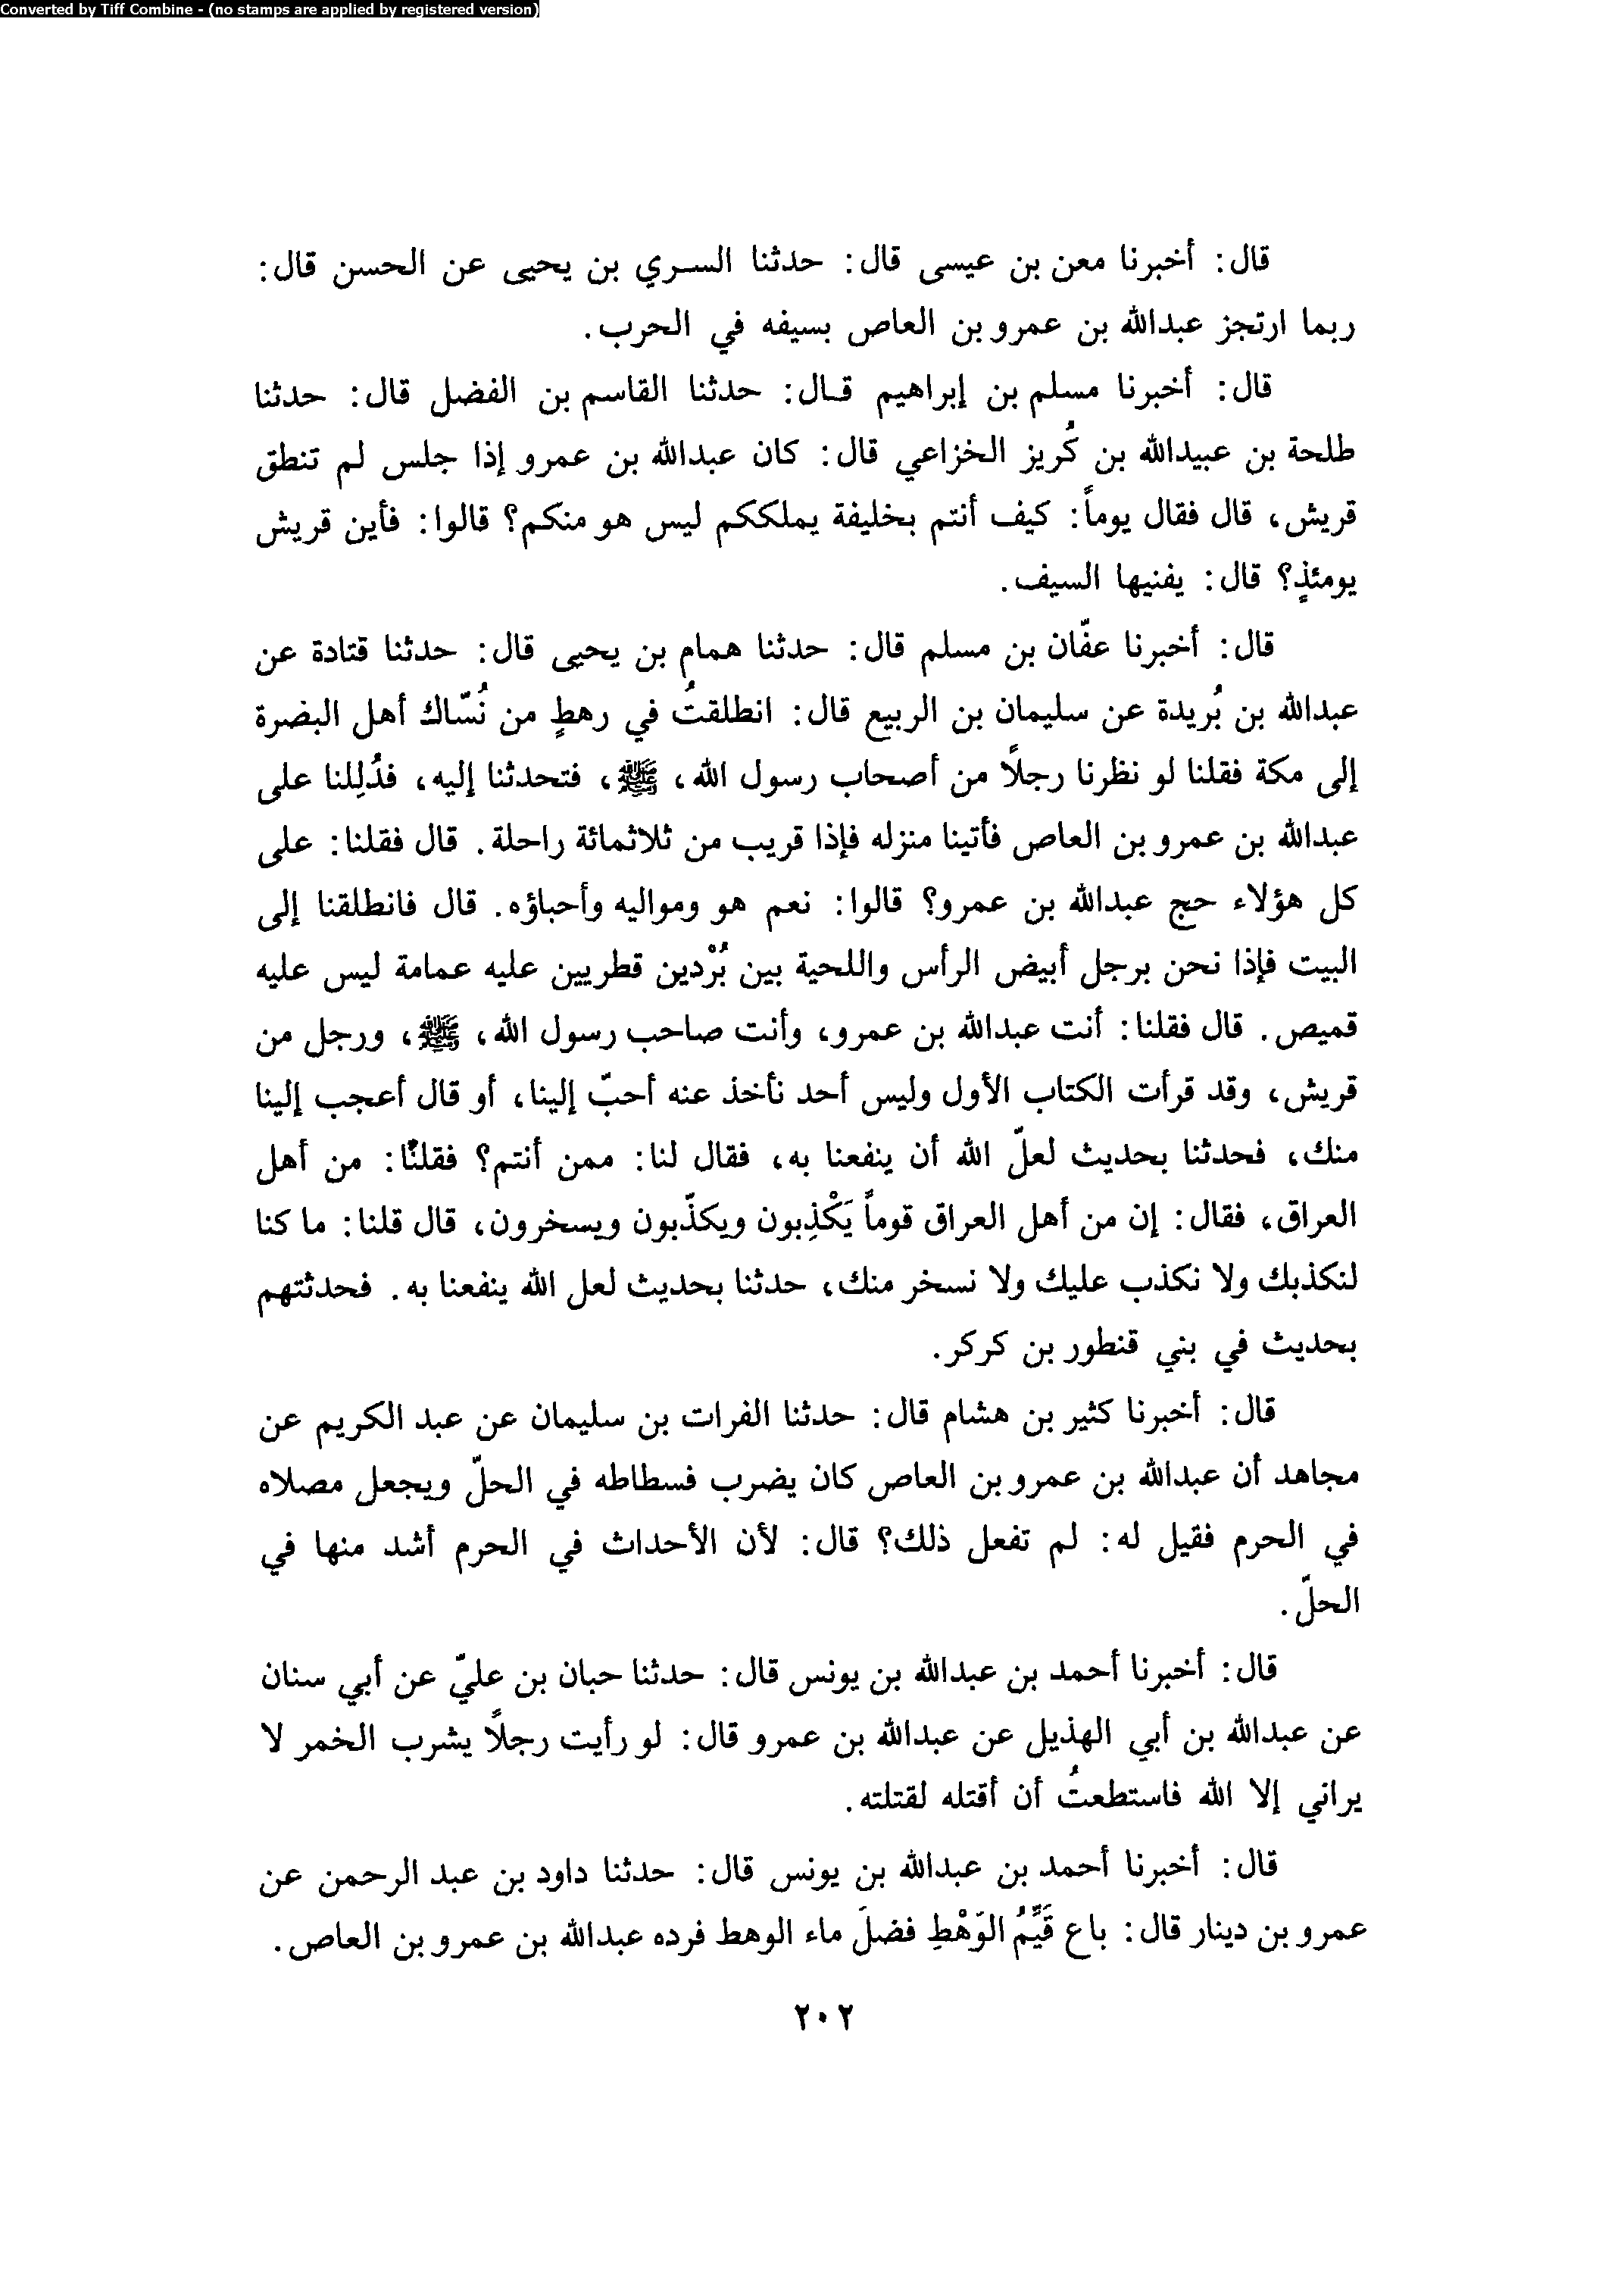 Converted by Tiff Combine - (no stamps are applied by registered version)
قال: أخبرنا معن بن عيسى قال: حدثنا السري بن يحيى عن الحسن قال:
ربما ارتجز عبدالله بن عمرو بن العاص بسيفه في الحرب.
قال: أخبرنا مسلم بن إبراهيم قال: حدثنا القاسم بن الفضل قال: حدثنا
طلحة بن عبيدالله بن كُريز الخزاعي قال: كان عبدالله بن عمرو إذا جلس لم تنطق
قريش، قال فقال يوماً: كيف أنتم بخليفة يملككم ليس هو منكم؟ قالوا: فأين قريش
يومئذٍ؟ قال: يفنيها السيف.
قال: أخبرنا عفّان بن مسلم قال: حدثنا همام بن يحيى قال: حدثنا قتادة عن
عبدالله بن بُريدة عن سليمان بن الربيع قال: انطلقتُ في رهطٍ من نُسّاك أهل البضرة
إلى مكة فقلنا لو نظرنا رجلاً من أصحاب رسول الله، ﷺ، فتحدثنا إليه، فدُلِلنا على
عبدالله بن عمرو بن العاص فأتينا منزله فإذا قريب من ثلاثمائة راحلة. قال فقلنا: على
كل هؤلاء حج عبدالله بن عمرو؟ قالوا: نعم هو ومواليه وأحباؤه. قال فانطلقنا إلى
البيت فإذا نحن برجل أبيض الرأس واللحية بين بُرْدين قطريين عليه عمامة ليس عليه
قميص. قال فقلنا: أنت عبدالله بن عمرو، وأنت صاحب رسول الله، ﷺ، ورجل من
قريش، وقد قرأت الكتاب الأول وليس أحد نأخذ عنه أحبّ إلينا، أو قال أعجب إلينا
منك، فحدثنا بحديث لعلّ الله أن ينفعنا به، فقال لنا: ممن أنتم؟ فقلنا: من أهل
العراق، فقال: إن من أهل العراق قوماً يَكْذِبون ويكذّبون ويسخرون، قال قلنا: ما كنا
لنكذبك ولا نكذب عليك ولا نسخر منك، حدثنا بحديث لعل الله ينفعنا به. فحدثتهم
بحديث في بني قنطور بن كركر.
قال: أخبرنا كثير بن هشام قال: حدثنا الفرات بن سليمان عن عبد الكريم عن
مجاهد أن عبدالله بن عمرو بن العاص كان يضرب فسطاطه في الحلّ ويجعل مصلاه
في الحرم فقيل له: لم تفعل ذلك؟ قال: لأن الأحداث في الحرم أشد منها في
الحلّ.
قال: أخبرنا أحمد بن عبدالله بن يونس قال: حدثنا حبان بن عليّ عن أبي سنان
عن عبدالله بن أبي الهذيل عن عبدالله بن عمرو قال: لو رأيت رجلاً يشرب الخمر لا
يراني إلا الله فاستطعتُ أن أقتله لقتلته.
قال: أخبرنا أحمد بن عبدالله بن يونس قال: حدثنا داود بن عبد الرحمن عن
عمرو بن دينار قال: باع قَيِّمُ الوَهْطِ فضلَ ماء الوهط فرده عبدالله بن عمرو بن العاص.
٢٠٢